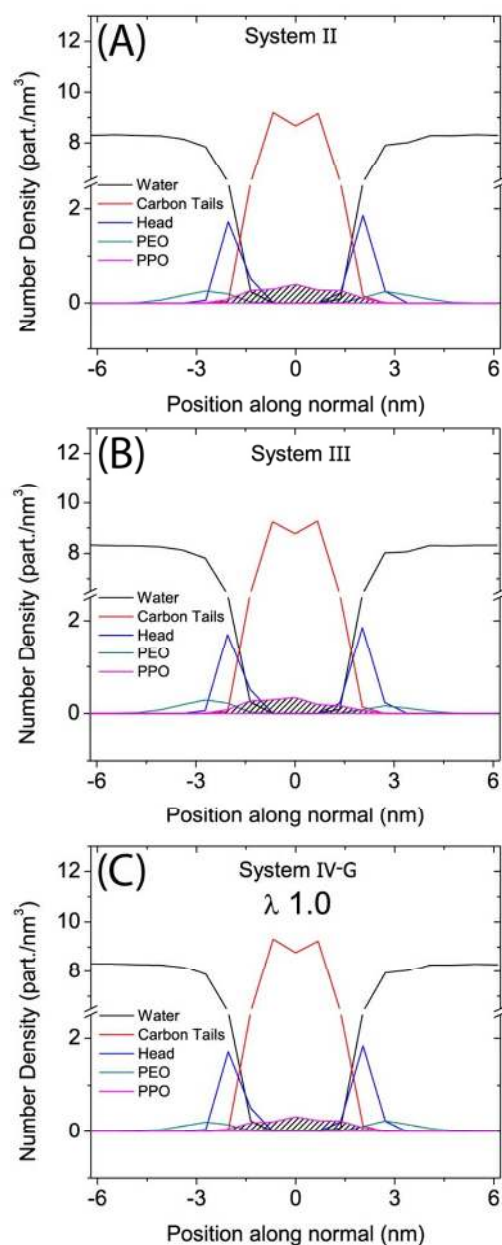 (A)
System II
12
10
8
2
0
Number Density (part./nm³)
Water
Carbon Tails
Head
PEO
PPO
-6 -3 0 3 6
Position along normal (nm)
(B)
System III
12
10
8
2
0
Number Density (part./nm³)
Water
Carbon Tails
Head
PEO
PPO
-6 -3 0 3 6
Position along normal (nm)
(C)
System IV-G
λ 1.0
12
10
8
2
0
Number Density (part./nm³)
Water
Carbon Tails
Head
PEO
PPO
-6 -3 0 3 6
Position along normal (nm)